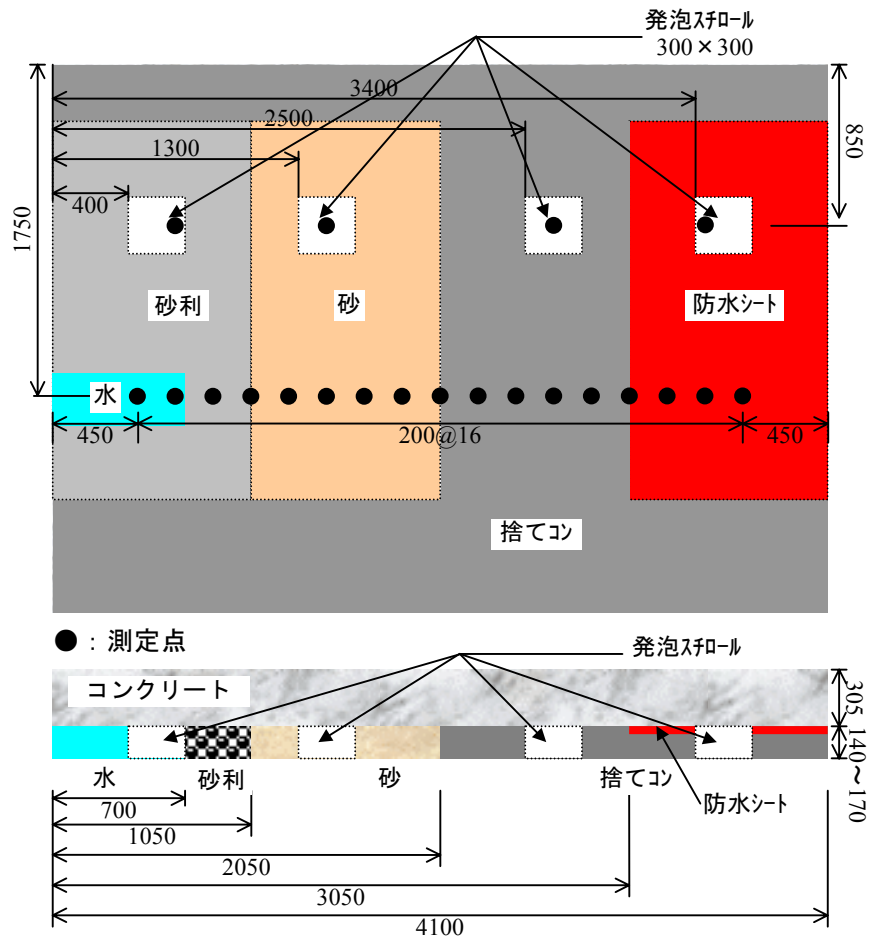 発泡ｽﾁﾛｰﾙ
300×300
3400
2500
1300
400
1750
850
砂利
砂
防水ｼｰﾄ
水
450
200@16
450
捨てｺﾝ
●：測定点
発泡ｽﾁﾛｰﾙ
コンクリート
305
140～170
水
砂利
砂
捨てｺﾝ
防水ｼｰﾄ
700
1050
2050
3050
4100